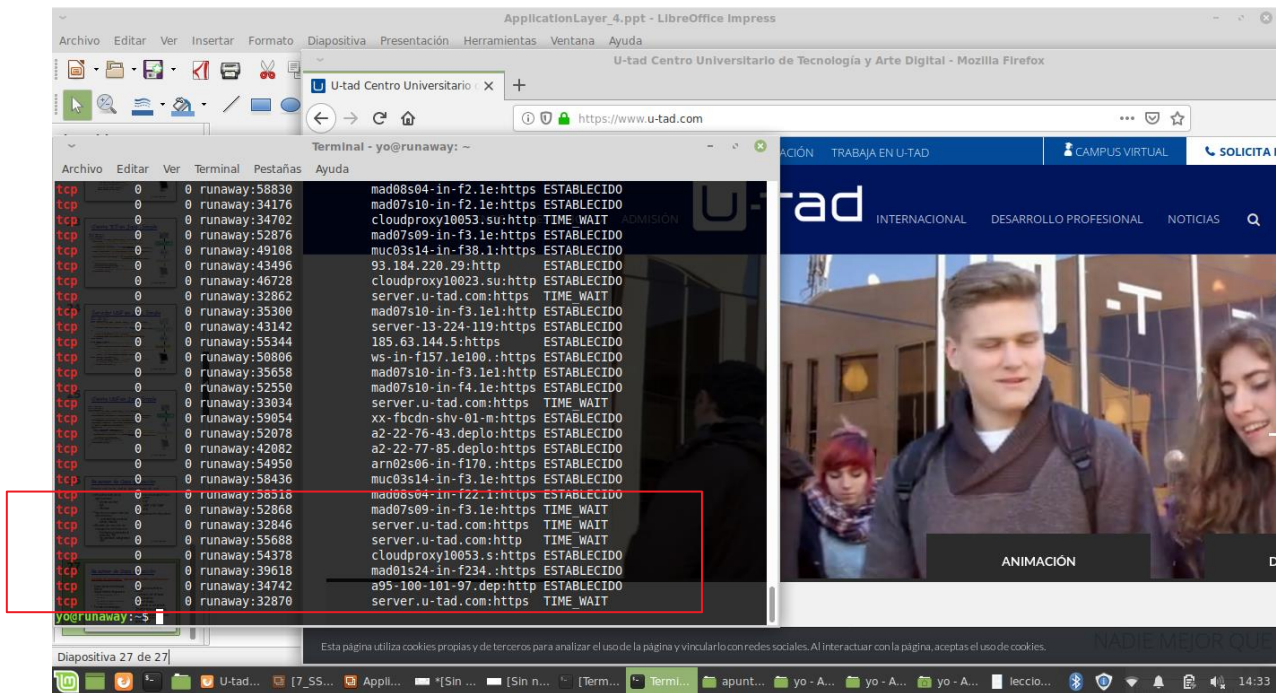 ApplicationLayer_4.ppt - LibreOffice Impress
Archivo Editar Ver Insertar Formato Diapositiva Presentación Herramientas Ventana Ayuda
U-tad Centro Universitario de Tecnología y Arte Digital - Mozilla Firefox
U-tad Centro Universitario
https://www.u-tad.com
Terminal - yo@runaway: ~
Archivo Editar Ver Terminal Pestañas Ayuda
TRABAJA EN U-TAD
CAMPUS VIRTUAL
SOLICITA
U-tad
ADMISIÓN
INTERNACIONAL DESARROLLO PROFESIONAL NOTICIAS
tcp 0 0 runaway:58830 mad08s04-in-f2.1e:https ESTABLECIDO
tcp 0 0 runaway:34176 mad07s10-in-f2.1e:https ESTABLECIDO
tcp 0 0 runaway:34702 cloudproxy10053.su:http TIME_WAIT
tcp 0 0 runaway:52876 mad07s09-in-f3.1e:https ESTABLECIDO
tcp 0 0 runaway:49108 muc03s14-in-f38.1:https ESTABLECIDO
tcp 0 0 runaway:43496 93.184.220.29:http ESTABLECIDO
tcp 0 0 runaway:46728 cloudproxy10023.su:http ESTABLECIDO
tcp 0 0 runaway:32862 server.u-tad.com:https TIME_WAIT
tcp 0 0 runaway:35300 mad07s10-in-f3.1e1:http ESTABLECIDO
tcp 0 0 runaway:43142 server-13-224-119:https ESTABLECIDO
tcp 0 0 runaway:55344 185.63.144.5:https ESTABLECIDO
tcp 0 0 runaway:50806 ws-in-f157.1e100.:https ESTABLECIDO
tcp 0 0 runaway:35658 mad07s10-in-f3.1e1:http ESTABLECIDO
tcp 0 0 runaway:52550 mad07s10-in-f4.1e:https ESTABLECIDO
tcp 0 0 runaway:33034 server.u-tad.com:https TIME_WAIT
tcp 0 0 runaway:59054 xx-fbcdn-shv-01-m:https ESTABLECIDO
tcp 0 0 runaway:52078 a2-22-76-43.deplo:https ESTABLECIDO
tcp 0 0 runaway:42082 a2-22-77-85.deplo:https ESTABLECIDO
tcp 0 0 runaway:54950 arn02s06-in-f170.:https ESTABLECIDO
tcp 0 0 runaway:58436 muc03s14-in-f3.1e:https ESTABLECIDO
tcp 0 0 runaway:58518 mad08s04-in-f22.1:https ESTABLECIDO
tcp 0 0 runaway:52868 mad07s09-in-f3.1e:https TIME_WAIT
tcp 0 0 runaway:32846 server.u-tad.com:https TIME_WAIT
tcp 0 0 runaway:55688 server.u-tad.com:http TIME_WAIT
tcp 0 0 runaway:54378 cloudproxy10053.s:https ESTABLECIDO
tcp 0 0 runaway:39618 mad01s24-in-f234.:https ESTABLECIDO
tcp 0 0 runaway:34742 a95-100-101-97.dep:http ESTABLECIDO
tcp 0 0 runaway:32870 server.u-tad.com:https TIME_WAIT
yo@runaway:~$
ANIMACIÓN
D
Esta página utiliza cookies propias y de terceros para analizar el uso de la página y vincularlo con redes sociales. Al interactuar con la página, aceptas el uso de cookies.
NADIE MEJOR QUE
Diapositiva 27 de 27
U-tad... [7_SS... Appli... *[Sin ... [Sin n... [Term... Termi... apunt... yo - A... yo - A... yo - A... leccio... 14:33